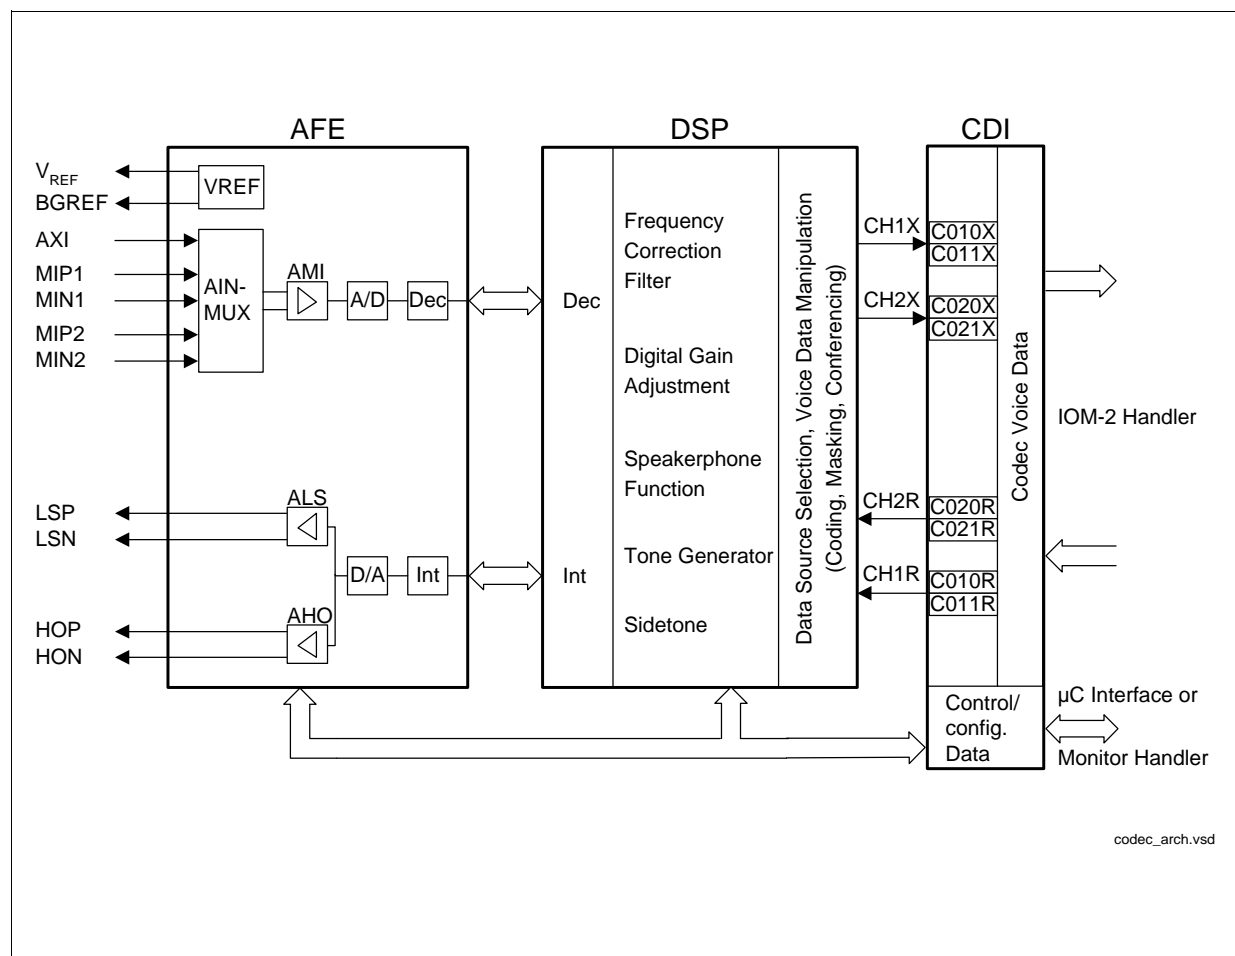 AFE
DSP
CDI
VREF
BGREF
AXI
MIP1
MIN1
MIP2
MIN2
LSP
LSN
HOP
HON
VREF
AIN-
MUX
AMI
A/D
Dec
ALS
D/A
Int
AHO
Dec
Int
Frequency
Correction
Filter
Digital Gain
Adjustment
Speakerphone
Function
Tone Generator
Sidetone
Data Source Selection, Voice Data Manipulation
(Coding, Masking, Conferencing)
CH1X
CH2X
CH2R
CH1R
C010X
C011X
C020X
C021X
C020R
C021R
C010R
C011R
Codec Voice Data
Control/
config.
Data
IOM-2 Handler
µC Interface or
Monitor Handler
codec_arch.vsd